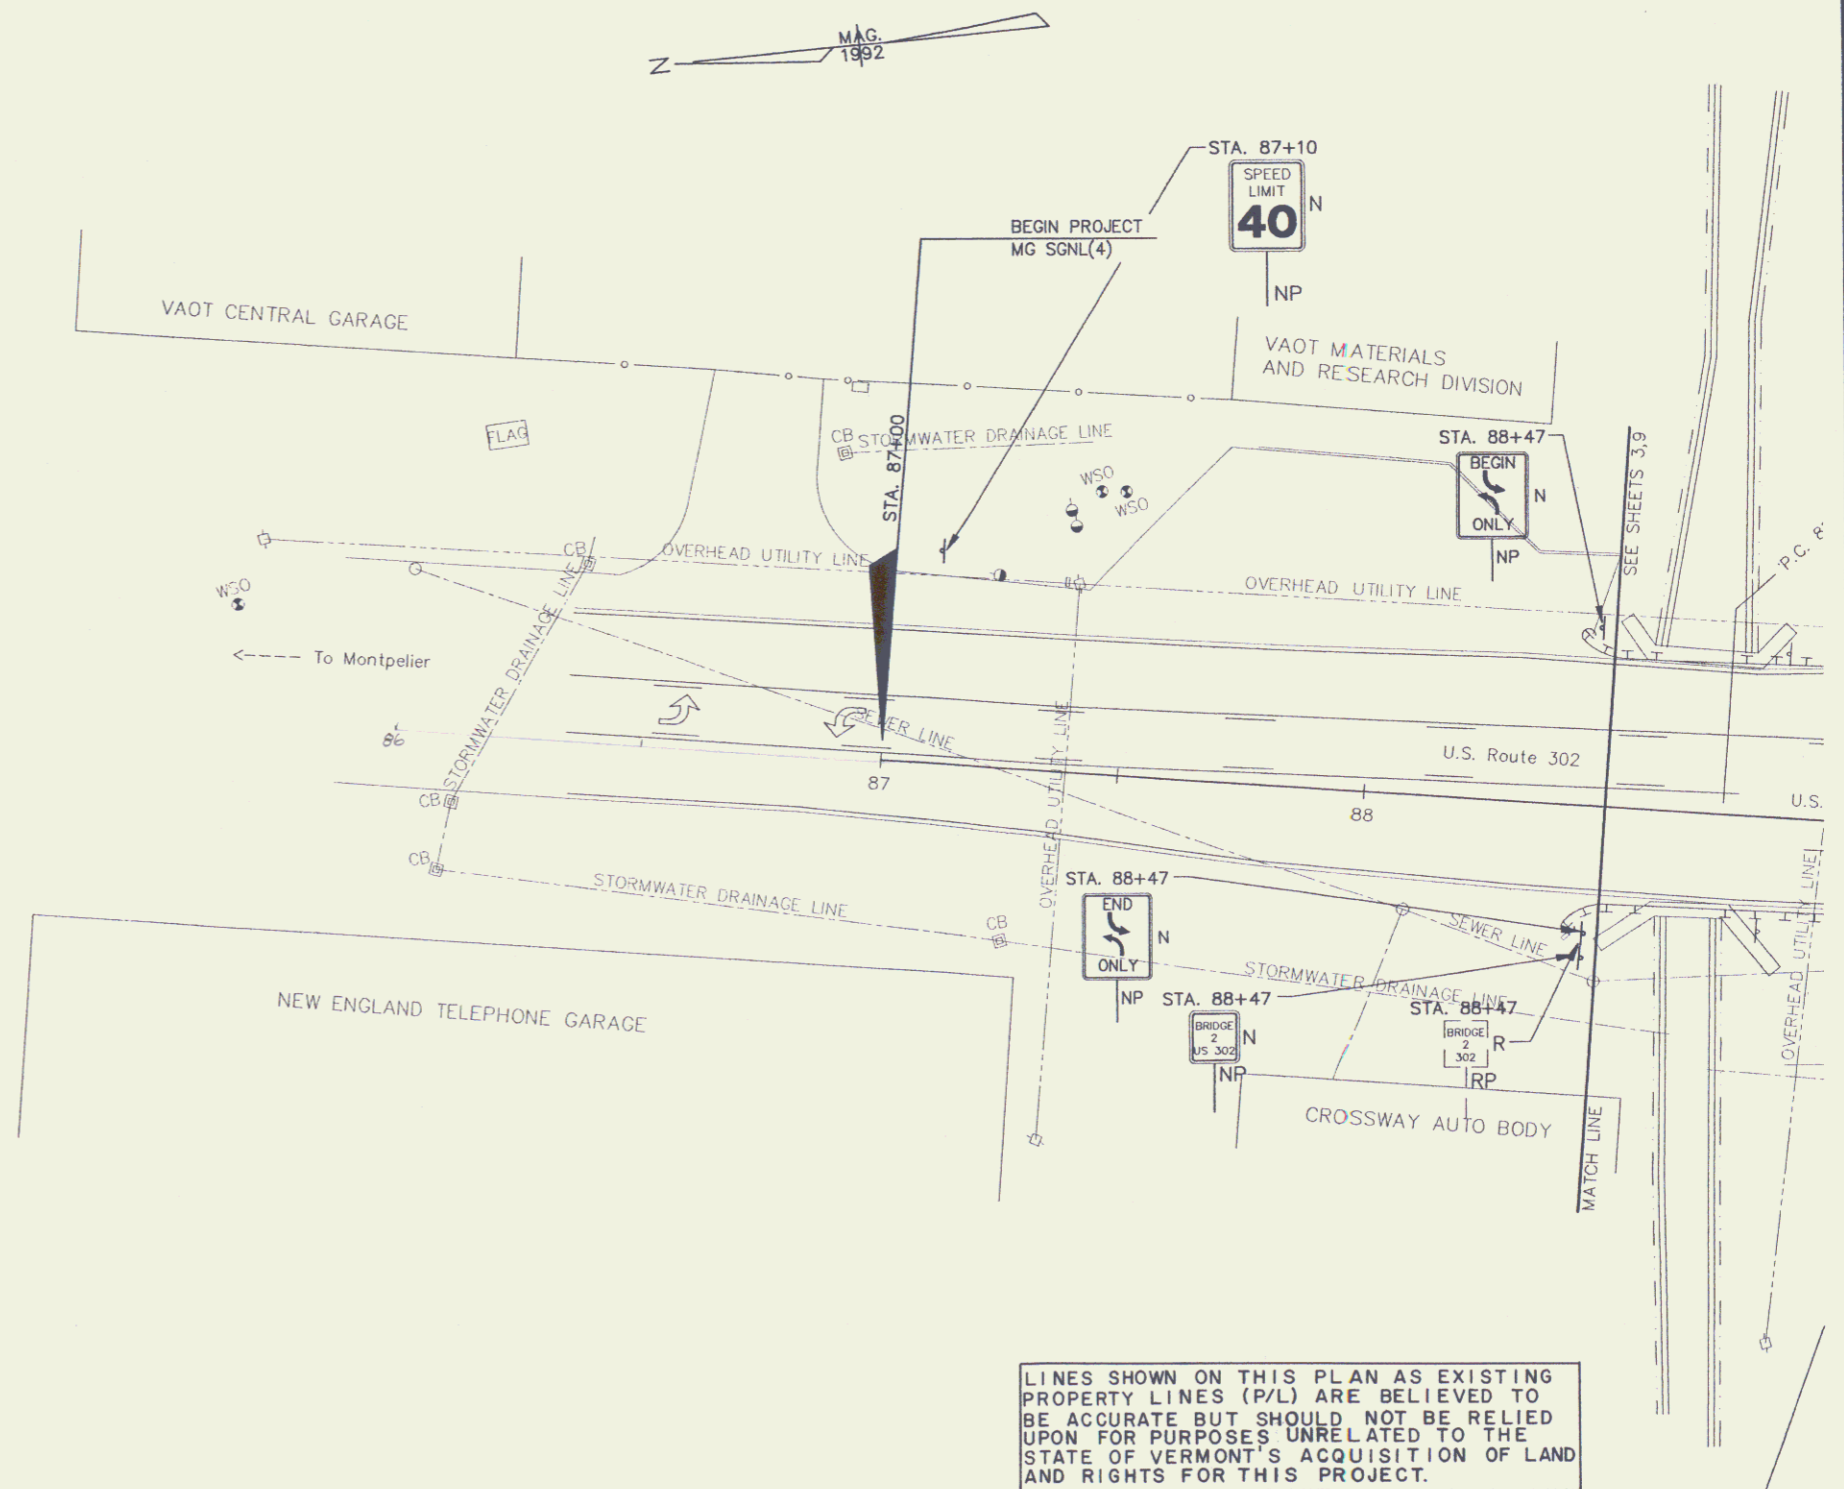 MAG.
1992
Z
STA. 87+10
SPEED
LIMIT
40
N
NP
BEGIN PROJECT
MG SGNL(4)
VAOT CENTRAL GARAGE
VAOT MATERIALS
AND RESEARCH DIVISION
FLAG
CB
STORMWATER DRAINAGE LINE
STA. 87+00
STA. 88+47
BEGIN
ONLY
N
NP
SEE SHEETS 3,9
WSO
WSO
CB
OVERHEAD UTILITY LINE
OVERHEAD UTILITY LINE
P.C.
WSO
STORMWATER DRAINAGE LINE
<---- To Montpelier
86
SEWER LINE
OVERHEAD UTILITY LINE
U.S. Route 302
87
88
U.S.
CB
CB
STORMWATER DRAINAGE LINE
CB
STA. 88+47
END
ONLY
N
NP
SEWER LINE
OVERHEAD UTILITY LINE
STORMWATER DRAINAGE LINE
STA. 88+47
BRIDGE
2
US 302
N
NP
STA. 88+47
BRIDGE
2
302
R
RP
NEW ENGLAND TELEPHONE GARAGE
CROSSWAY AUTO BODY
MATCH LINE
LINES SHOWN ON THIS PLAN AS EXISTING
PROPERTY LINES (P/L) ARE BELIEVED TO
BE ACCURATE BUT SHOULD NOT BE RELIED
UPON FOR PURPOSES UNRELATED TO THE
STATE OF VERMONT'S ACQUISITION OF LAND
AND RIGHTS FOR THIS PROJECT.